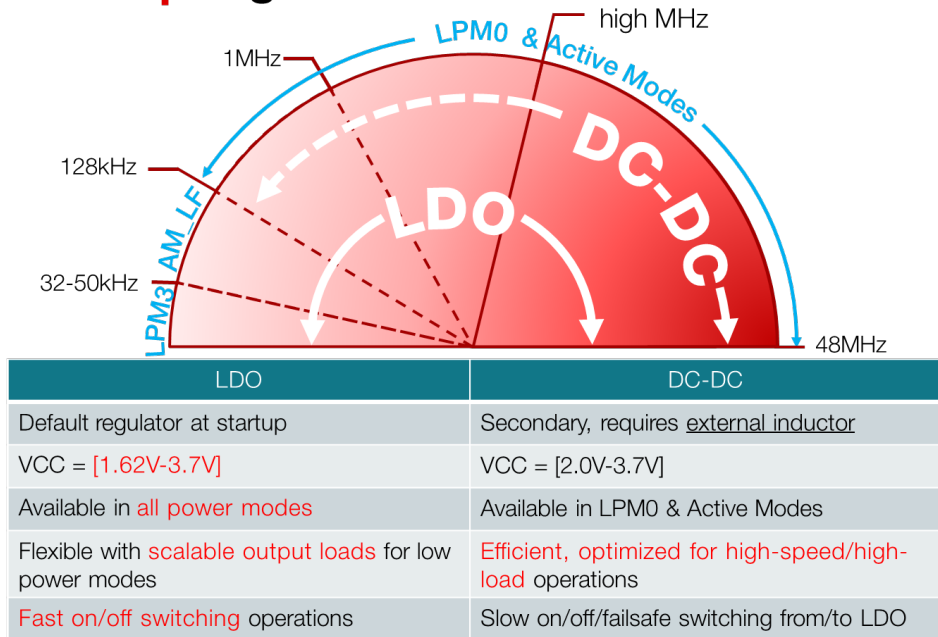 high MHz
LPM0 & Active Modes
1MHz
DC-DC
128kHz
LDO
AM_LF
32-50kHz
LPM3
48MHz
LDO
DC-DC
Default regulator at startup
Secondary, requires external inductor
VCC = [1.62V-3.7V]
VCC = [2.0V-3.7V]
Available in all power modes
Available in LPM0 & Active Modes
Flexible with scalable output loads for low
power modes
Efficient, optimized for high-speed/high-
load operations
Fast on/off switching operations
Slow on/off/failsafe switching from/to LDO